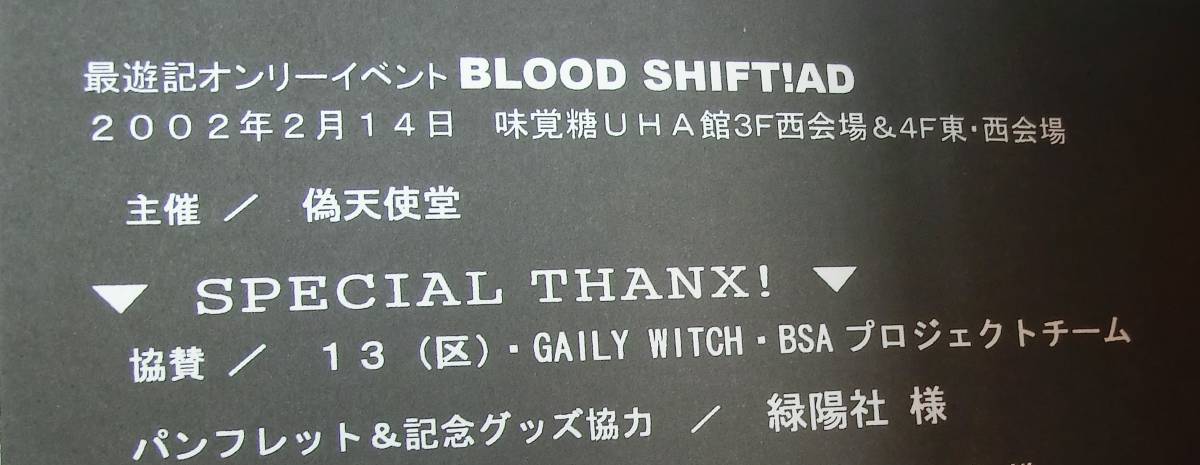 最遊記オンリーイベント BLOOD SHIFT!AD
２００２年２月１４日　味覚糖ＵＨＡ館3F西会場＆4F東・西会場
主催 ／ 偽天使堂
▼ SPECIAL THANX! ▼
協賛 ／ １３（区）・GAILY WITCH・BSAプロジェクトチーム
パンフレット＆記念グッズ協力 ／ 緑陽社 様